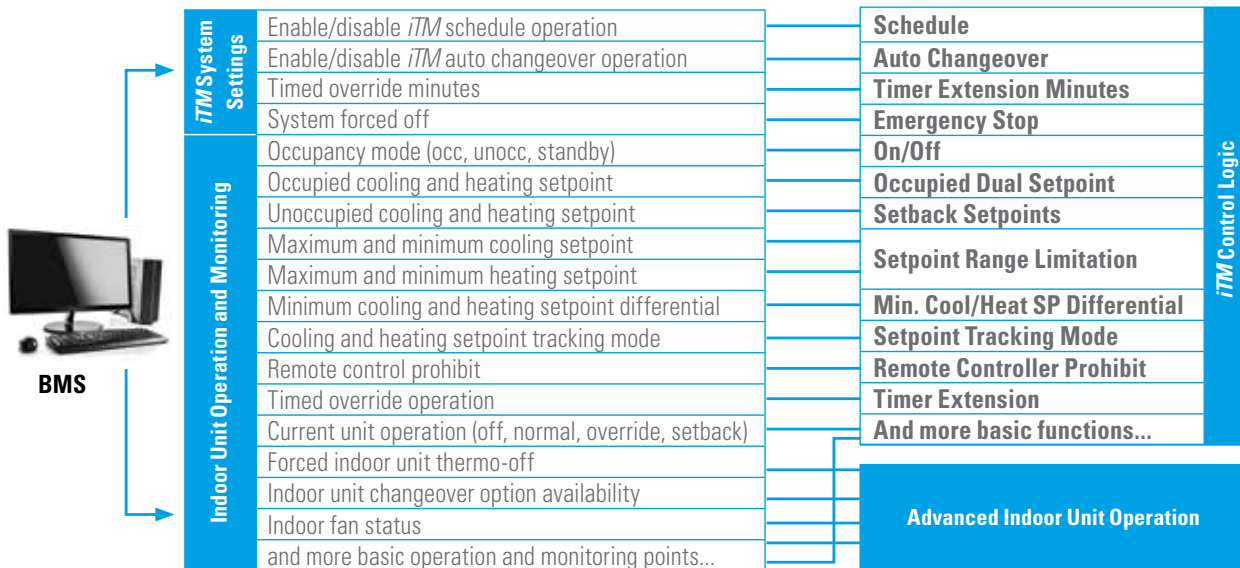 iTM System Settings
Enable/disable iTM schedule operation
Schedule
Enable/disable iTM auto changeover operation
Auto Changeover
Timed override minutes
Timer Extension Minutes
System forced off
Emergency Stop
Indoor Unit Operation and Monitoring
Occupancy mode (occ, unocc, standby)
On/Off
Occupied cooling and heating setpoint
Occupied Dual Setpoint
Unoccupied cooling and heating setpoint
Setback Setpoints
Maximum and minimum cooling setpoint
Maximum and minimum heating setpoint
Setpoint Range Limitation
Minimum cooling and heating setpoint differential
Min. Cool/Heat SP Differential
Cooling and heating setpoint tracking mode
Setpoint Tracking Mode
Remote control prohibit
Remote Controller Prohibit
Timed override operation
Timer Extension
Current unit operation (off, normal, override, setback)
And more basic functions...
Forced indoor unit thermo-off
Indoor unit changeover option availability
Indoor fan status
and more basic operation and monitoring points...
Advanced Indoor Unit Operation
iTM Control Logic
BMS